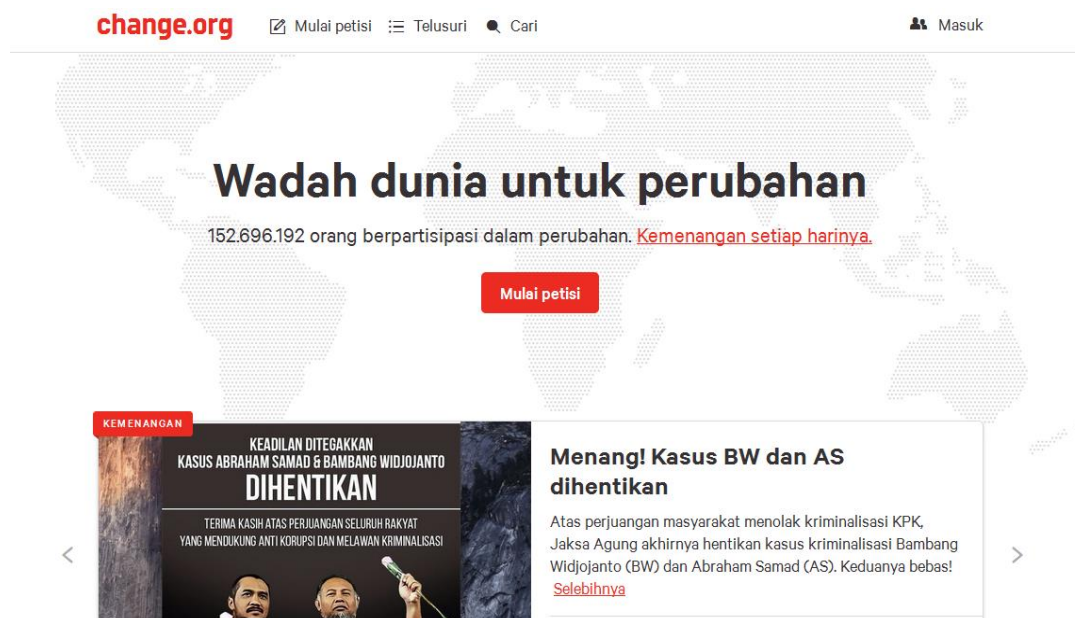 change.org
Mulai petisi
Telusuri
Cari
Masuk
Wadah dunia untuk perubahan
152.696.192 orang berpartisipasi dalam perubahan. Kemenangan setiap harinya.
Mulai petisi
KEMENANGAN
KEADILAN DITEGAKKAN
KASUS ABRAHAM SAMAD & BAMBANG WIDJOJANTO
DIHENTIKAN
TERIMA KASIH ATAS PERJUANGAN SELURUH RAKYAT
YANG MENDUKUNG ANTI KORUPSI DAN MELAWAN KRIMINALISASI
Menang! Kasus BW dan AS
dihentikan
Atas perjuangan masyarakat menolak kriminalisasi KPK,
Jaksa Agung akhirnya hentikan kasus kriminalisasi Bambang
Widjojanto (BW) dan Abraham Samad (AS). Keduanya bebas!
Selebihnya